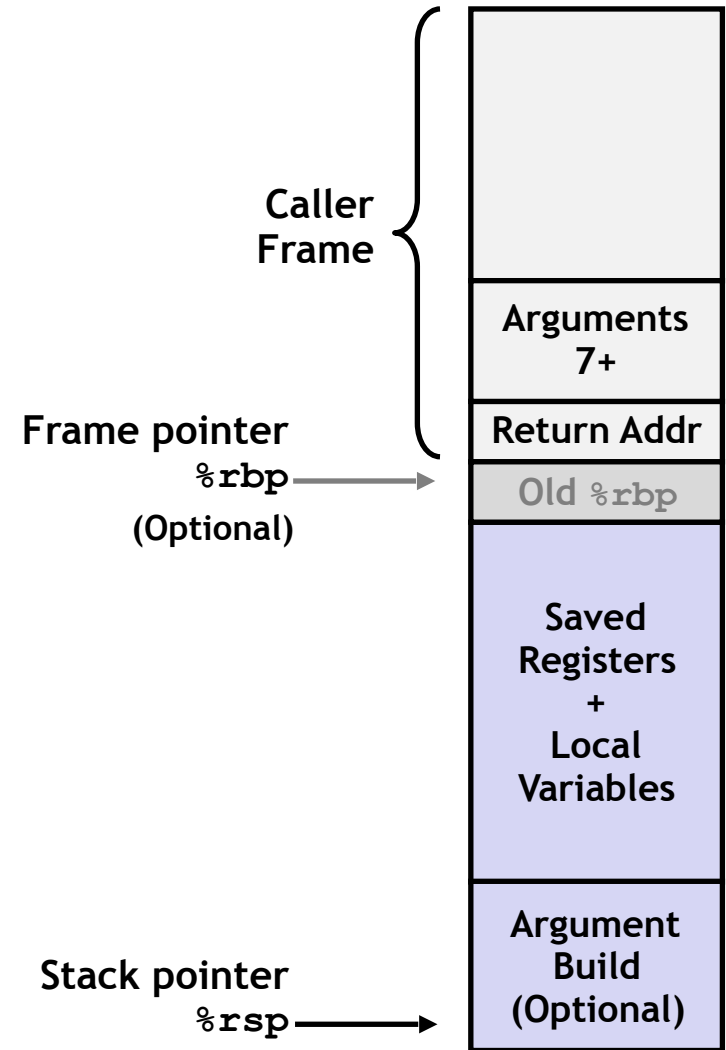 Caller
Frame
Arguments
7+
Frame pointer
%rbp
(Optional)
Return Addr
Old %rbp
Saved
Registers
+
Local
Variables
Argument
Build
(Optional)
Stack pointer
%rsp